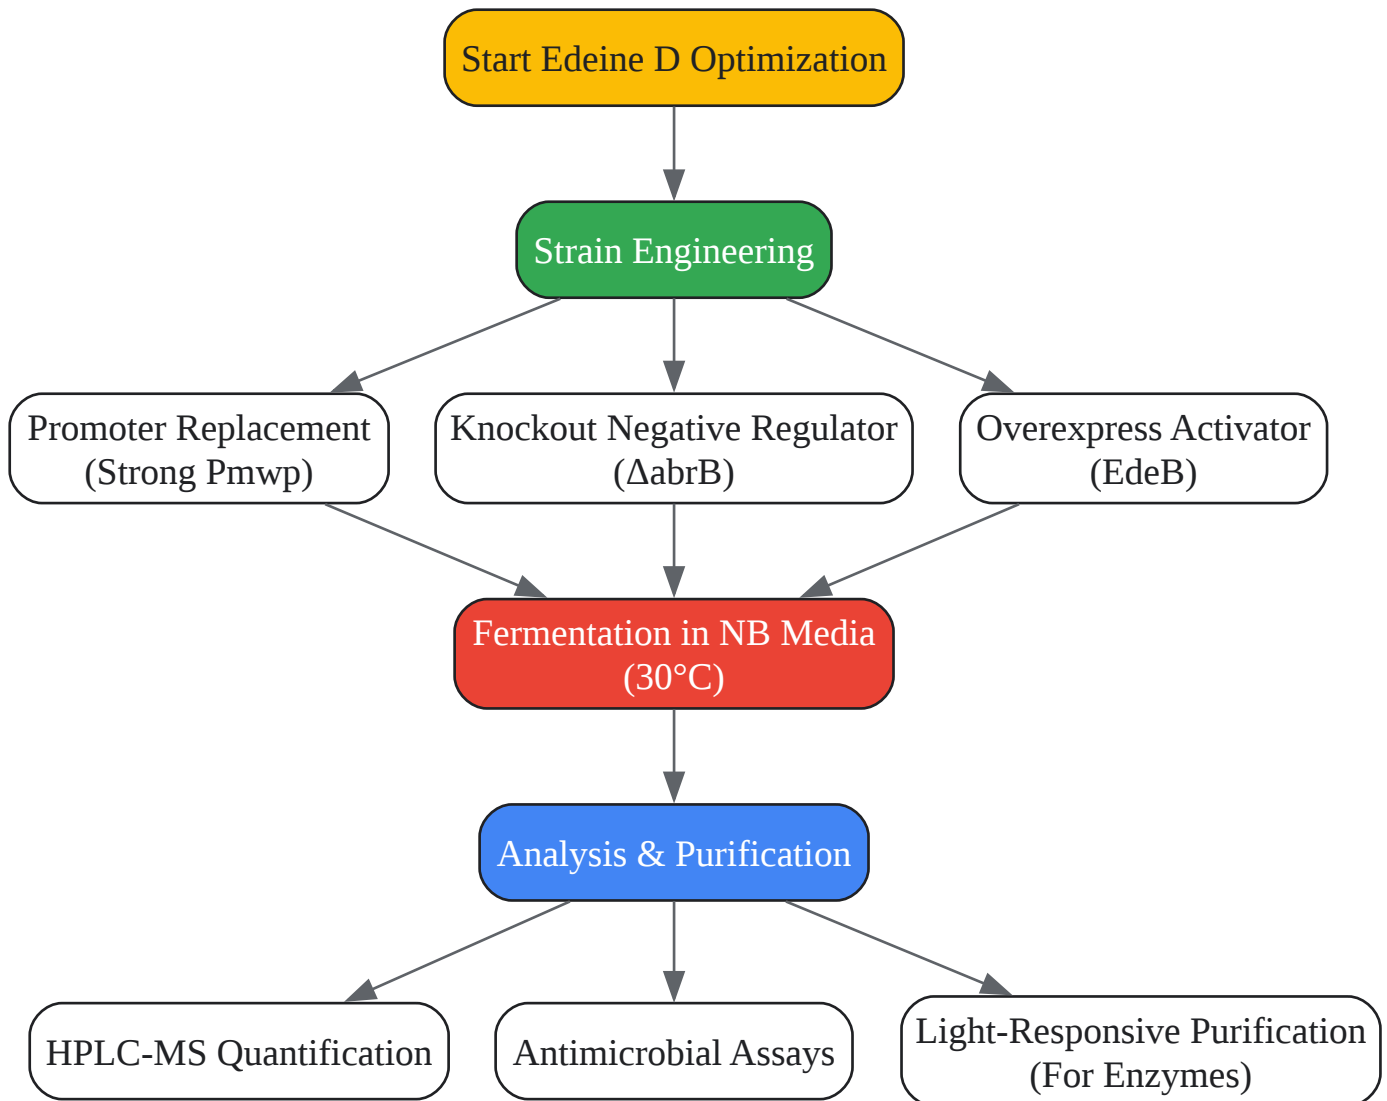 Start Edeine D Optimization
Strain Engineering
Promoter Replacement
(Strong Pmwp)
Knockout Negative Regulator
(ΔabrB)
Overexpress Activator
(EdeB)
Fermentation in NB Media
(30°C)
Analysis & Purification
HPLC-MS Quantification
Antimicrobial Assays
Light-Responsive Purification
(For Enzymes)